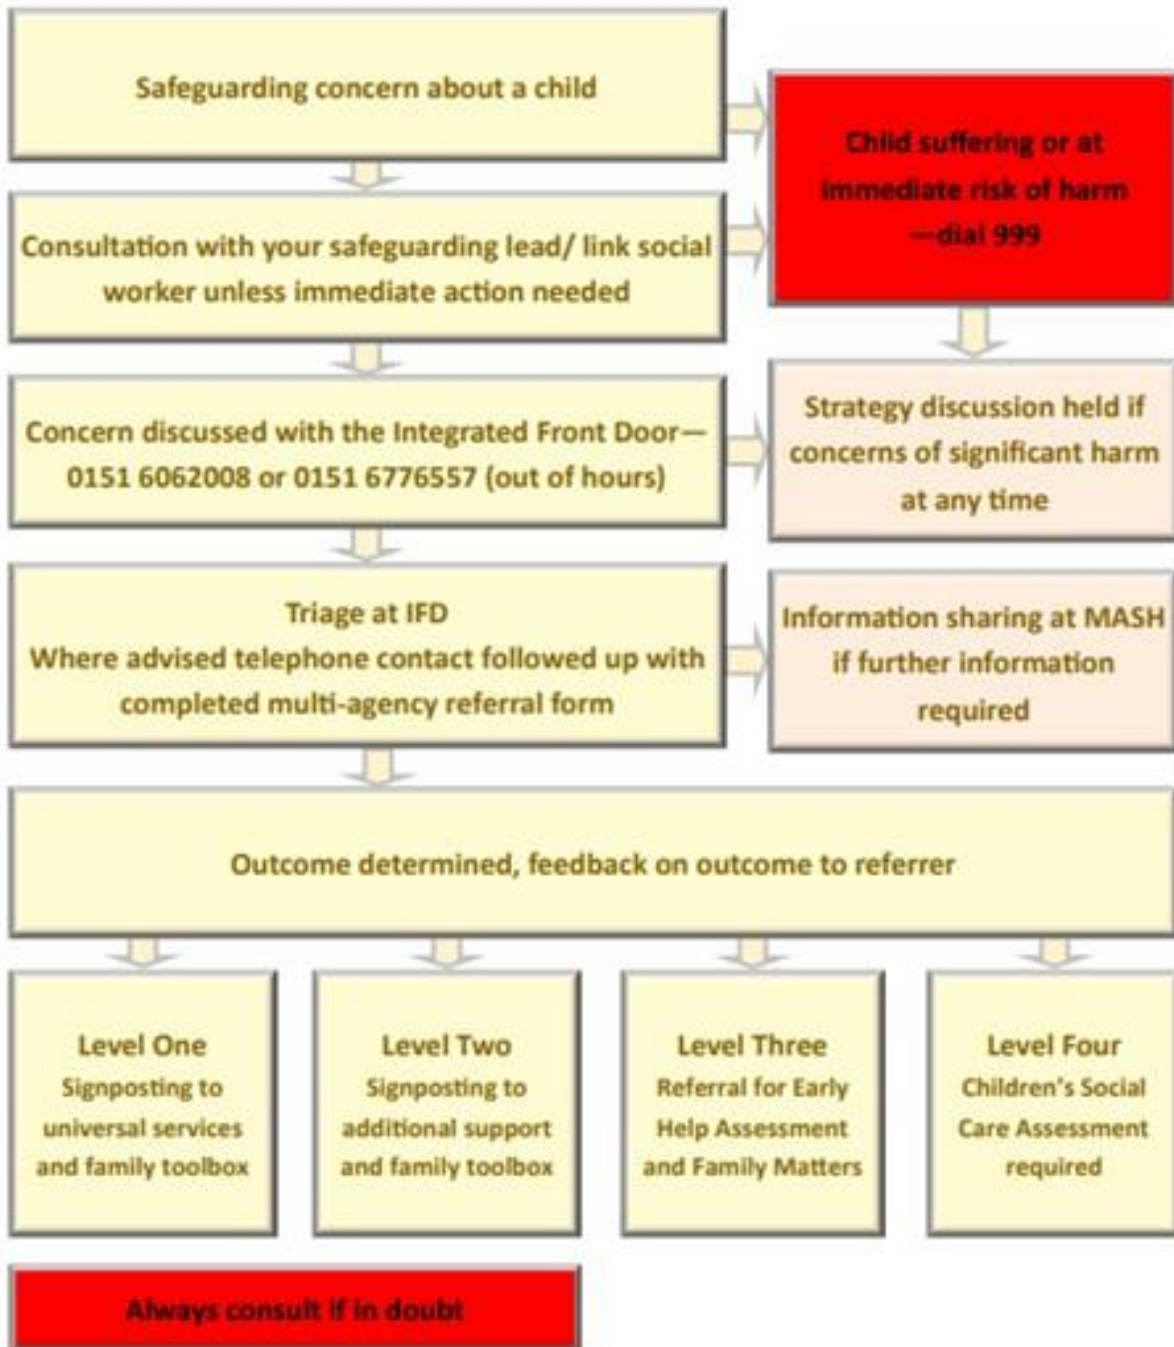 Safeguarding concern about a child
Child suffering or at
immediate risk of harm
—dial 999
Consultation with your safeguarding lead/ link social
worker unless immediate action needed
Concern discussed with the Integrated Front Door—
0151 6062008 or 0151 6776557 (out of hours)
Strategy discussion held if
concerns of significant harm
at any time
Triage at IFD
Where advised telephone contact followed up with
completed multi-agency referral form
Information sharing at MASH
if further information
required
Outcome determined, feedback on outcome to referrer
Level One
Signposting to
universal services
and family toolbox
Level Two
Signposting to
additional support
and family toolbox
Level Three
Referral for Early
Help Assessment
and Family Matters
Level Four
Children's Social
Care Assessment
required
Always consult if in doubt